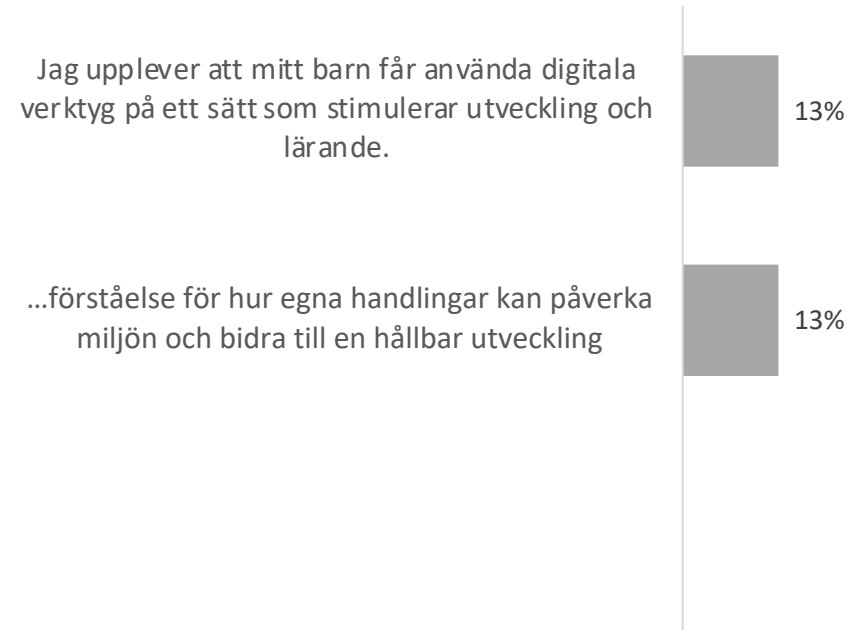 Jag upplever att mitt barn får använda digitala
verktyg på ett sätt som stimulerar utveckling och
lärande.
13%
...förståelse för hur egna handlingar kan påverka
miljön och bidra till en hållbar utveckling
13%